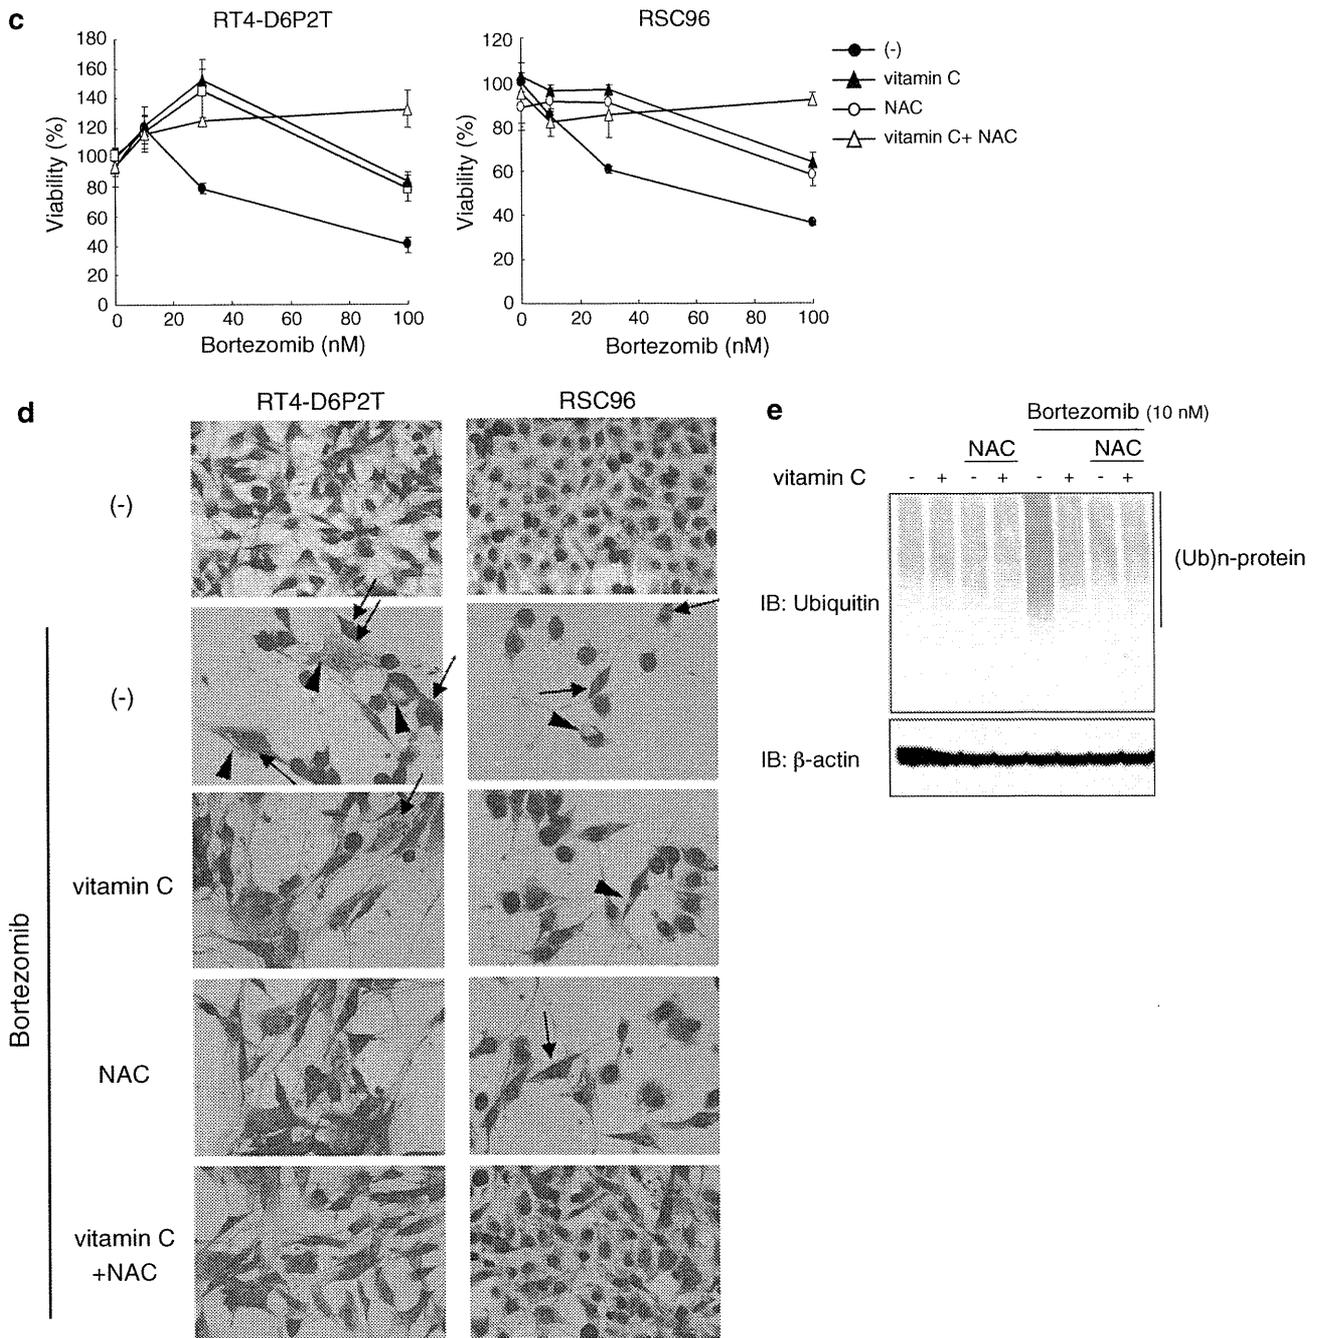 c
RT4-D6P2T
RSC96
180
160
140
120
100
80
60
40
20
0
Viability (%)
0 20 40 60 80 100
Bortezomib (nM)
120
100
80
60
40
20
0
Viability (%)
0 20 40 60 80 100
Bortezomib (nM)
(-)
vitamin C
NAC
vitamin C+ NAC
d
RT4-D6P2T
RSC96
(-)
(-)
vitamin C
NAC
vitamin C
+NAC
Bortezomib
e
Bortezomib (10 nM)
NAC NAC
vitamin C - + - + - + - +
IB: Ubiquitin
(Ub)n-protein
IB: β-actin